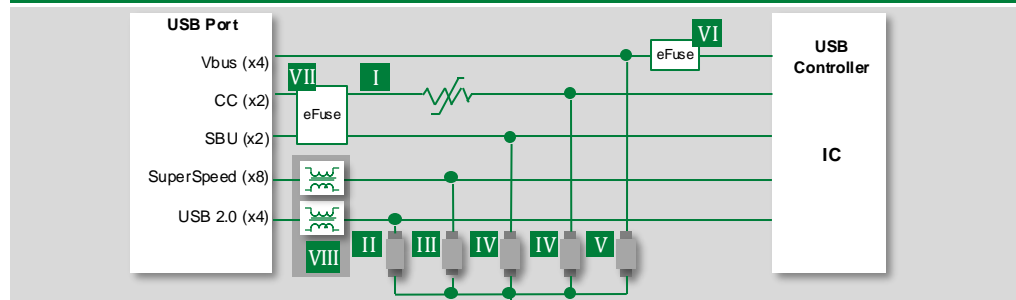 USB Port
Vbus (x4)
CC (x2)
SBU (x2)
SuperSpeed (x8)
USB 2.0 (x4)
VII
eFuse
I
VIII
II
III
IV
IV
V
eFuse
VI
USB
Controller
IC